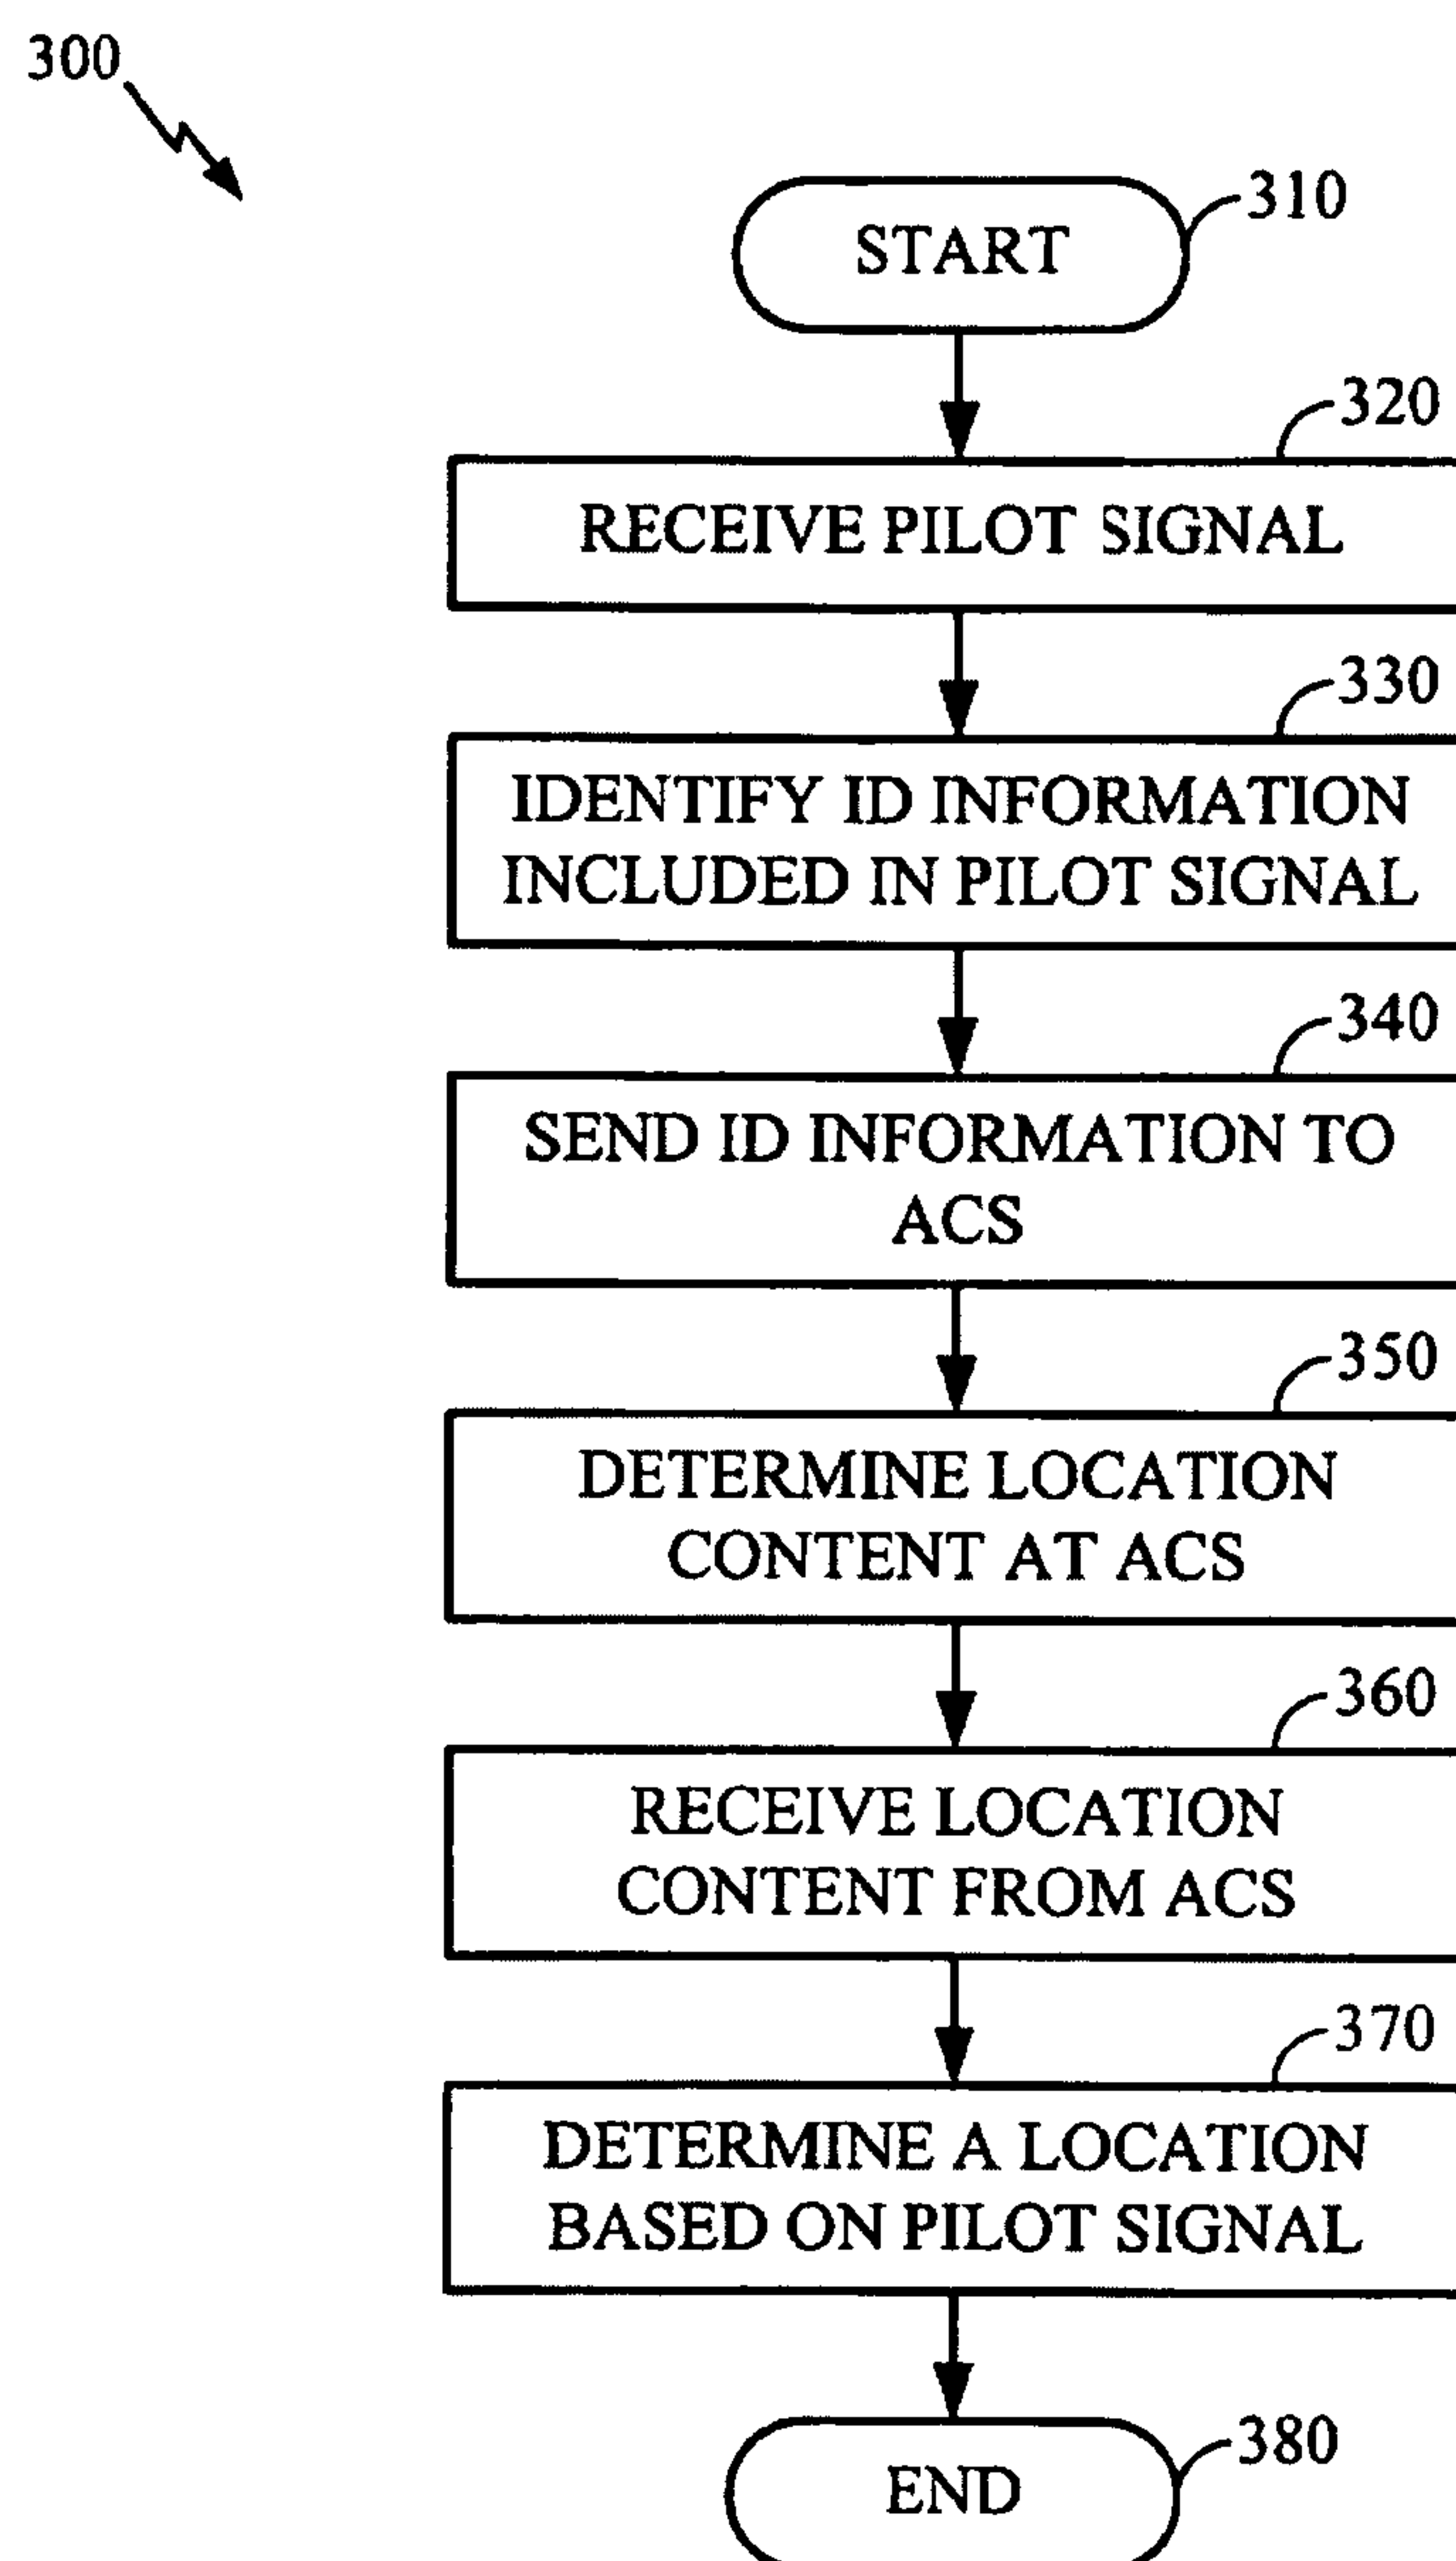 300
310
START
320
RECEIVE PILOT SIGNAL
330
IDENTIFY ID INFORMATION
INCLUDED IN PILOT SIGNAL
340
SEND ID INFORMATION TO
ACS
350
DETERMINE LOCATION
CONTENT AT ACS
360
RECEIVE LOCATION
CONTENT FROM ACS
370
DETERMINE A LOCATION
BASED ON PILOT SIGNAL
380
END